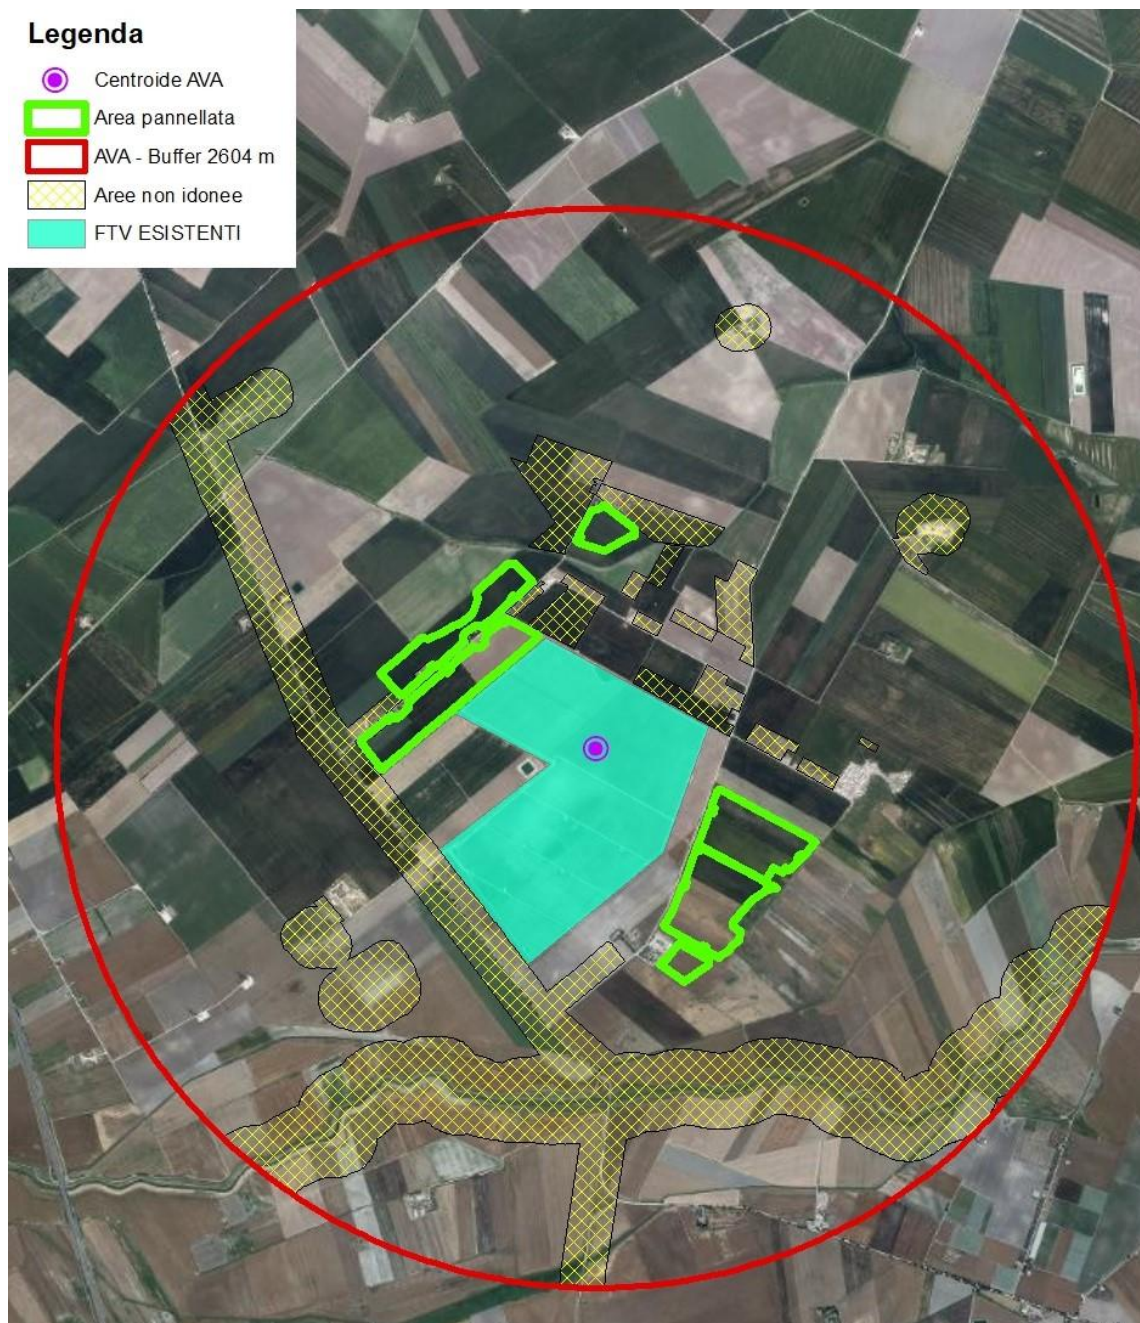 Legenda
Centroide AVA
Area pannellata
AVA - Buffer 2604 m
Aree non idonee
FTV ESISTENTI